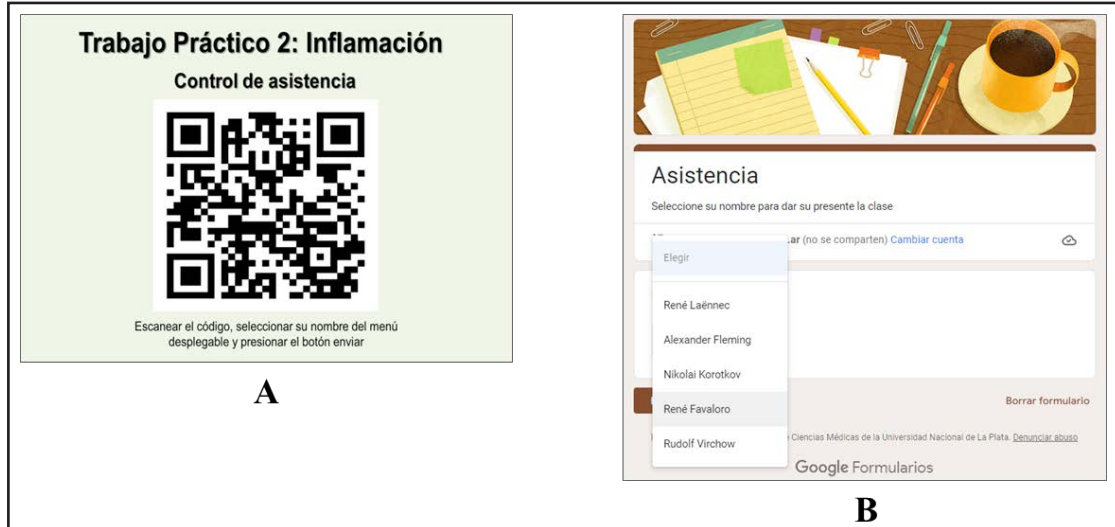 Trabajo Práctico 2: Inflamación
Control de asistencia
Escanear el código, seleccionar su nombre del menú
desplegable y presionar el botón enviar
A
Asistencia
Seleccione su nombre para dar su presente la clase
.ar (no se comparten) Cambiar cuenta
Elegir
René Laënnec
Alexander Fleming
Nikolai Korotkov
René Favaloro
Rudolf Virchow
Borrar formulario
Ciencias Médicas de la Universidad Nacional de La Plata. Denunciar abuso
Google Formularios
B